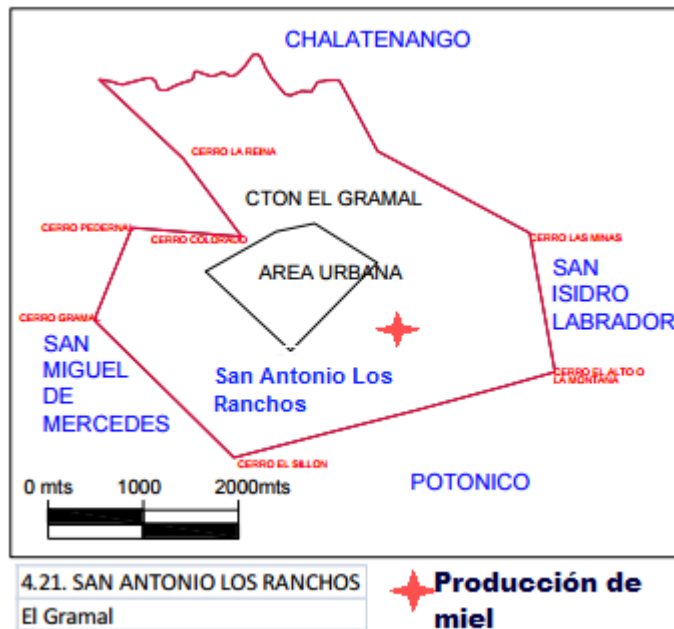 CHALATENANGO
CERRO LA REINA
CTON EL GRAMAL
CERRO PEDERNAL
CERRO COLORADO
CERRO LAS MINAS
AREA URBANA
SAN
ISIDRO
LABRADOR
CERRO GRAMAL
SAN
MIGUEL
DE
MERCEDES
San Antonio Los
Ranchos
CERRO EL ALTO O
LA MONTANA
CERRO EL SILLON
0 mts 1000 2000mts
POTONICO
4.21. SAN ANTONIO LOS RANCHOS
El Gramal
Producción de
miel